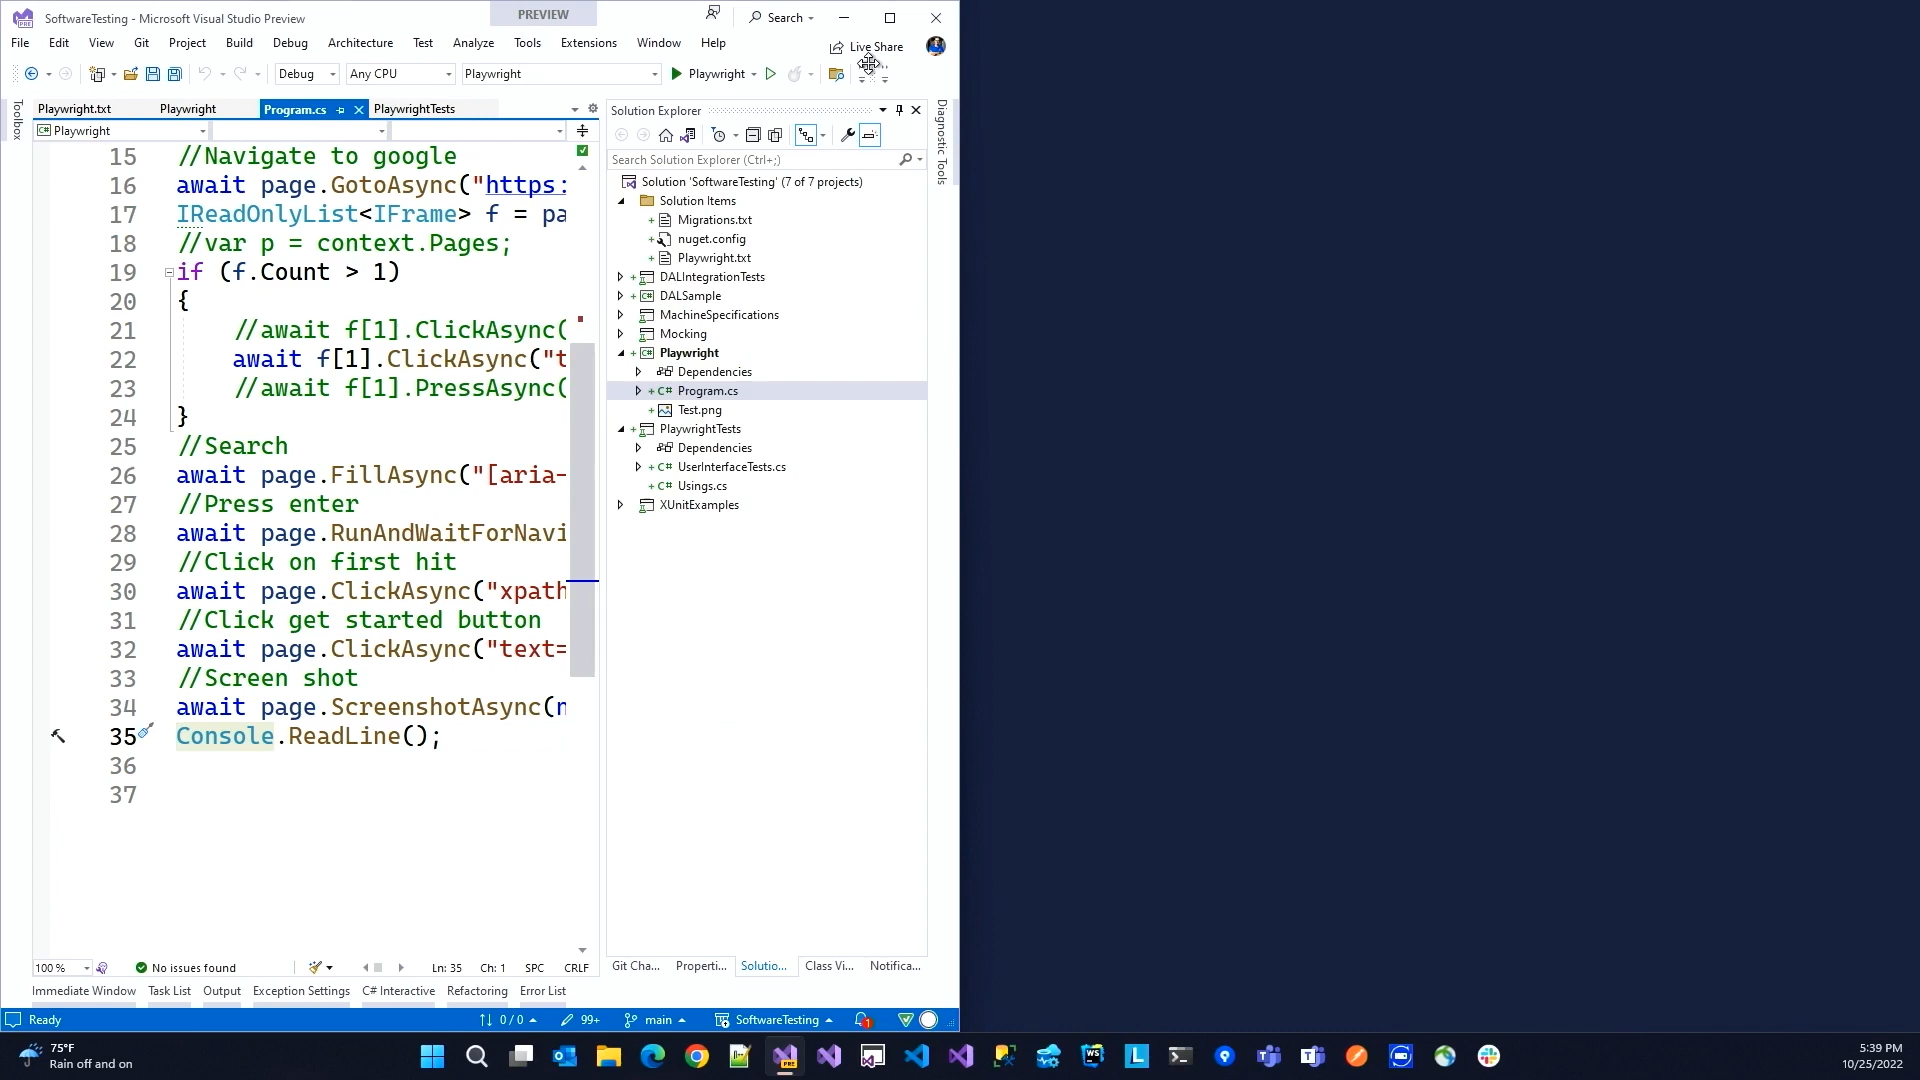 SoftwareTesting - Microsoft Visual Studio Preview
PREVIEW
Search
File Edit View Git Project Build Debug Architecture Test Analyze Tools Extensions Window Help
Live Share
Debug Any CPU Playwright Playwright
Toolbox
Playwright.txt Playwright Program.cs PlaywrightTests
Playwright
15 //Navigate to google
16 await page.GotoAsync("https:
17 IReadOnlyList<IFrame> f = pa
18 //var p = context.Pages;
19 if (f.Count > 1)
20 {
21 //await f[1].ClickAsync(
22 await f[1].ClickAsync("t
23 //await f[1].PressAsync(
24 }
25 //Search
26 await page.FillAsync("[aria-
27 //Press enter
28 await page.RunAndWaitForNavi
29 //Click on first hit
30 await page.ClickAsync("xpath
31 //Click get started button
32 await page.ClickAsync("text=
33 //Screen shot
34 await page.ScreenshotAsync(n
35 Console.ReadLine();
36
37
100 % No issues found Ln: 35 Ch: 1 SPC CRLF
Solution Explorer
Search Solution Explorer (Ctrl+;)
Solution 'SoftwareTesting' (7 of 7 projects)
Solution Items
Migrations.txt
nuget.config
Playwright.txt
DALIntegrationTests
DALSample
MachineSpecifications
Mocking
Playwright
Dependencies
Program.cs
Test.png
PlaywrightTests
Dependencies
UserInterfaceTests.cs
Usings.cs
XUnitExamples
Git Cha... Properti... Solutio... Class Vi... Notifica...
Diagnostic Tools
Immediate Window Task List Output Exception Settings C# Interactive Refactoring Error List
Ready 0 / 0 99+ main SoftwareTesting 1
75°F
Rain off and on
5:39 PM
10/25/2022